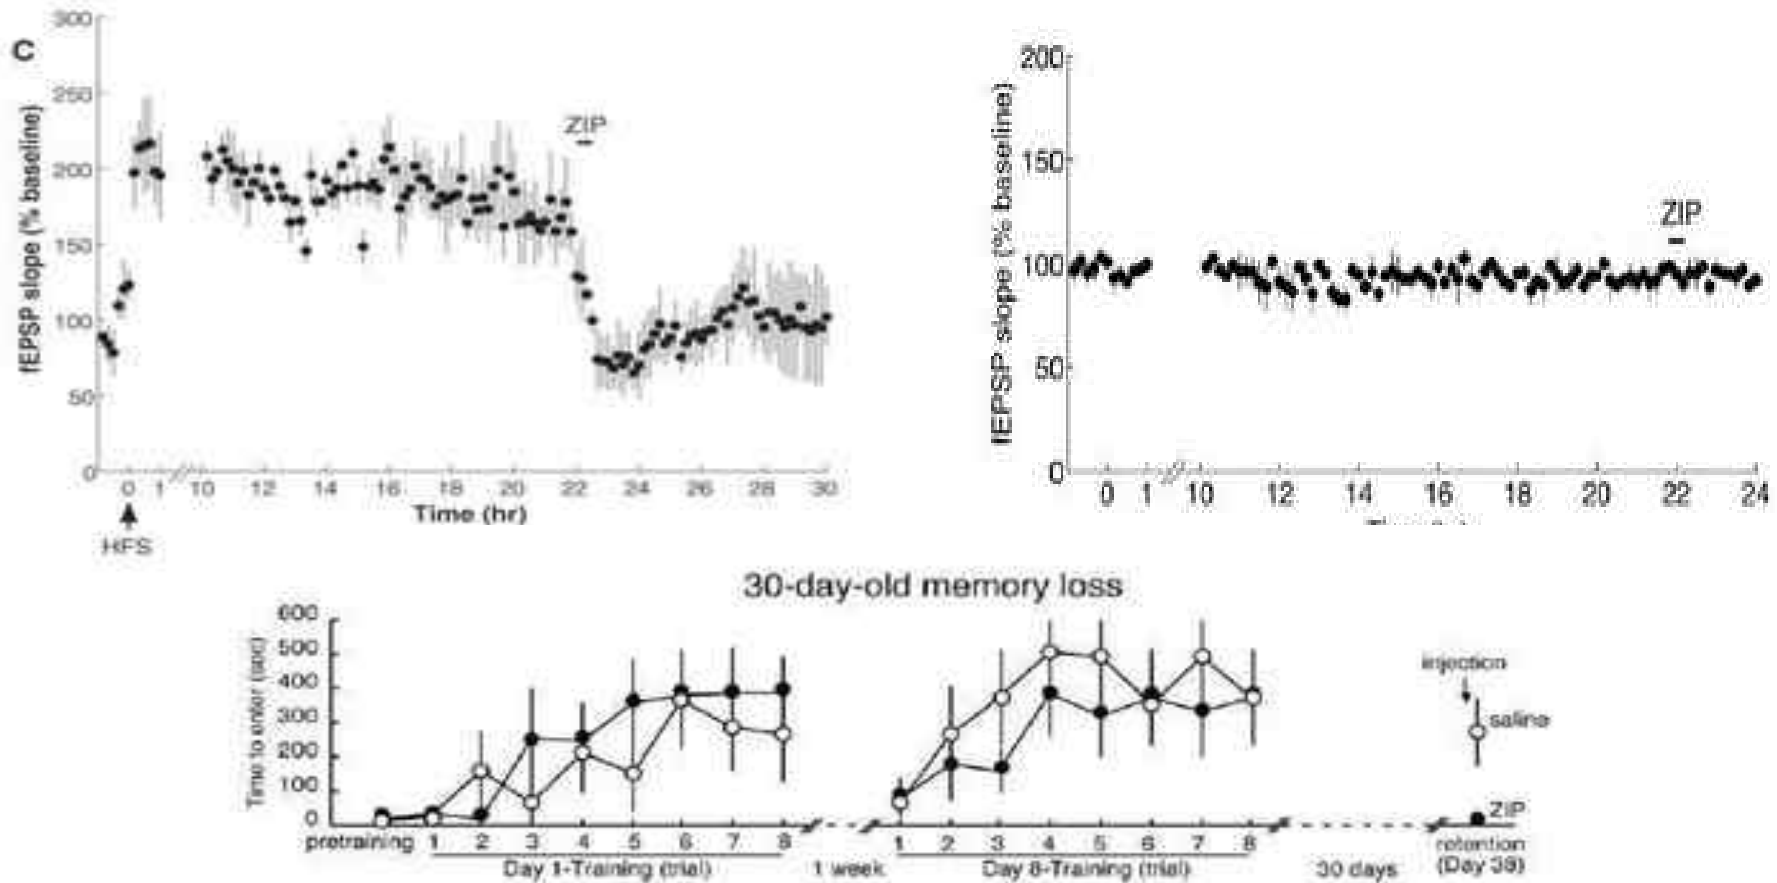 C
fEPSP slope (% baseline)
300
250
200
150
100
50
0
ZIP
0 1 10 12 14 16 18 20 22 24 26 28 30
Time (hr)
HFS
fEPSP slope (% baseline)
200
150
100
50
0
ZIP
0 1 10 12 14 16 18 20 22 24
30-day-old memory loss
Time to enter (sec)
600
500
400
300
200
100
0
pretraining 1 2 3 4 5 6 7 8
Day 1-Training (trial)
1 week
1 2 3 4 5 6 7 8
Day 8-Training (trial)
30 days
injection
saline
ZIP
retention
(Day 38)